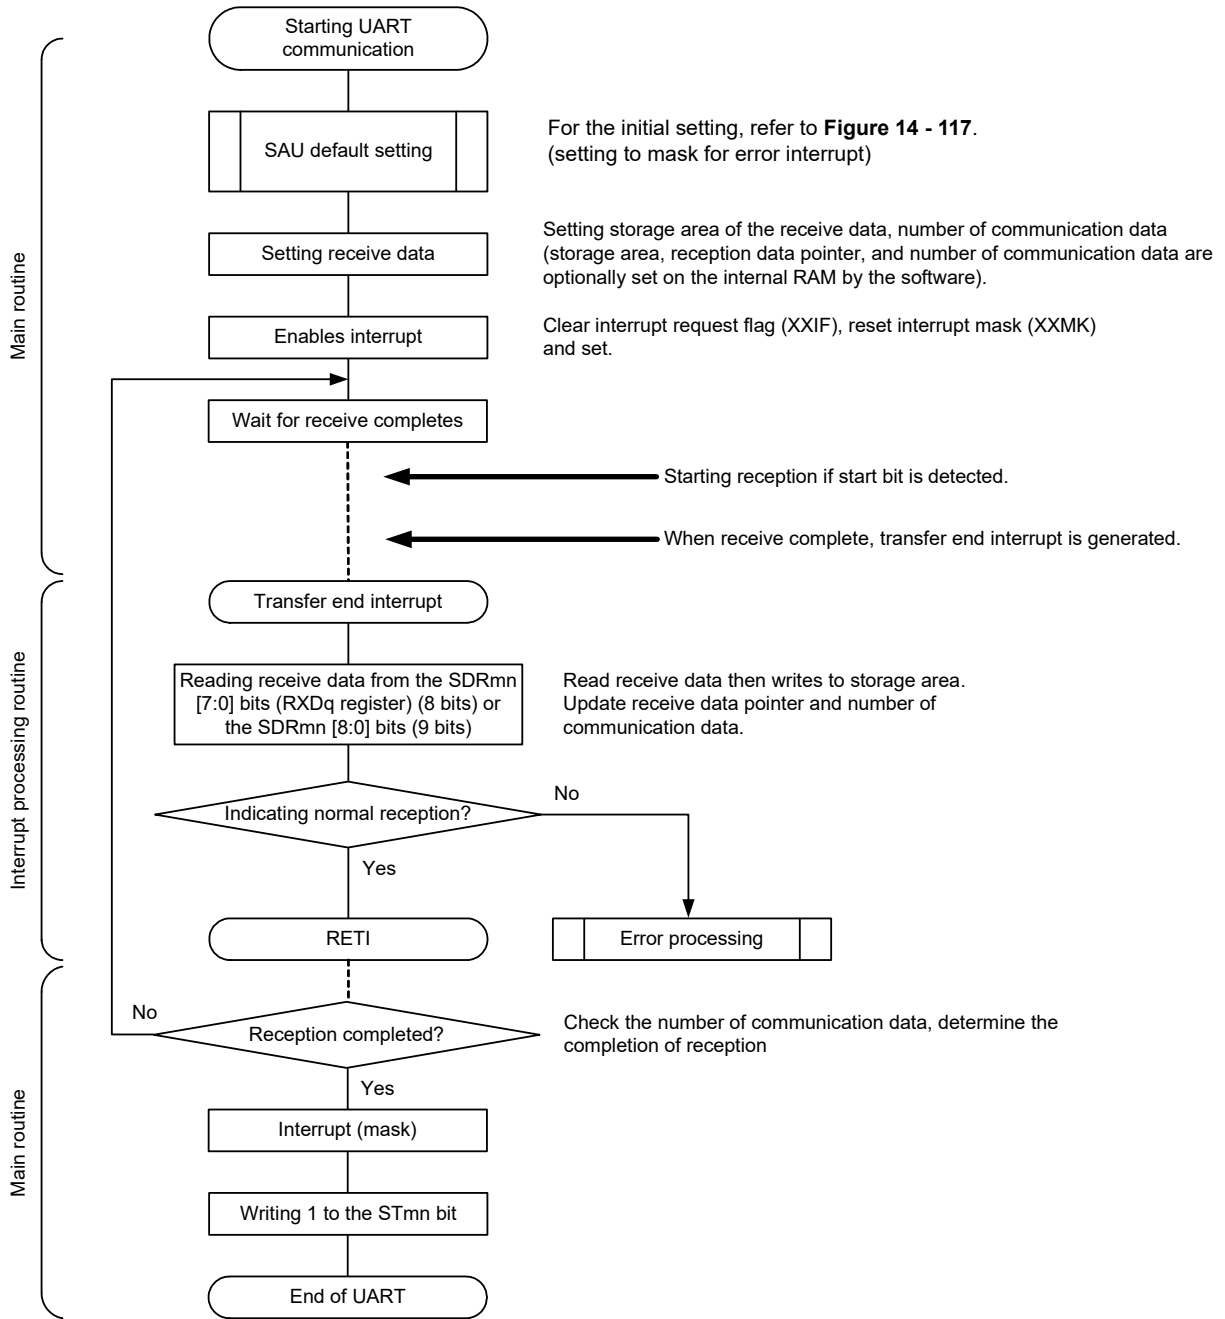 Starting UART
communication
SAU default setting
For the initial setting, refer to Figure 14 - 117.
(setting to mask for error interrupt)
Setting receive data
Setting storage area of the receive data, number of communication data
(storage area, reception data pointer, and number of communication data are
optionally set on the internal RAM by the software).
Main routine
Enables interrupt
Clear interrupt request flag (XXIF), reset interrupt mask (XXMK)
and set.
Wait for receive completes
Starting reception if start bit is detected.
When receive complete, transfer end interrupt is generated.
Transfer end interrupt
Interrupt processing routine
Reading receive data from the SDRmn
[7:0] bits (RXDq register) (8 bits) or
the SDRmn [8:0] bits (9 bits)
Read receive data then writes to storage area.
Update receive data pointer and number of
communication data.
Indicating normal reception?
No
Yes
RETI
Error processing
No
Reception completed?
Check the number of communication data, determine the
completion of reception
Yes
Main routine
Interrupt (mask)
Writing 1 to the STmn bit
End of UART